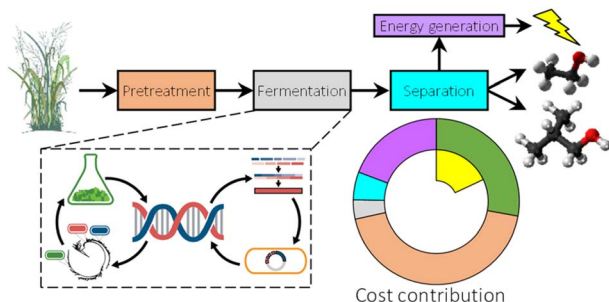 Energy generation
Pretreatment
Fermentation
Separation
Cost contribution